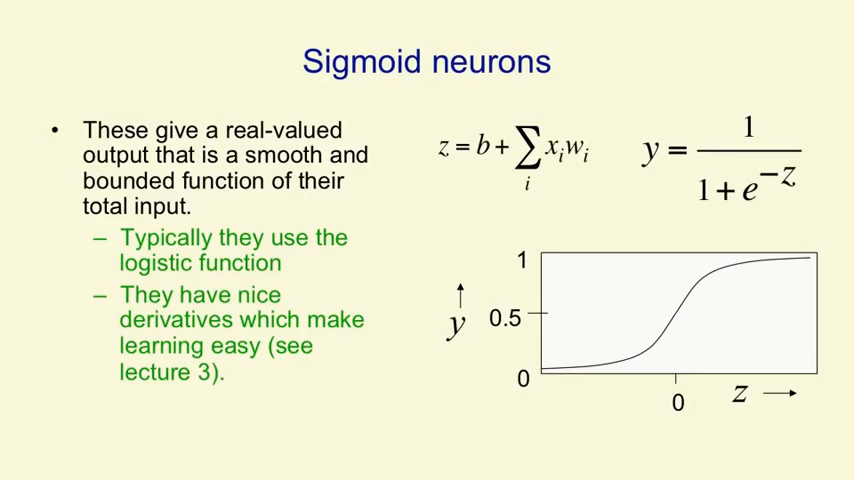 Sigmoid neurons
• These give a real-valued
output that is a smooth and
bounded function of their
total input.
– Typically they use the
logistic function
– They have nice
derivatives which make
learning easy (see
lecture 3).
z = b + ∑ x_i w_i
i
y = 1 / (1 + e^{−z})
1
y 0.5
0
0 z